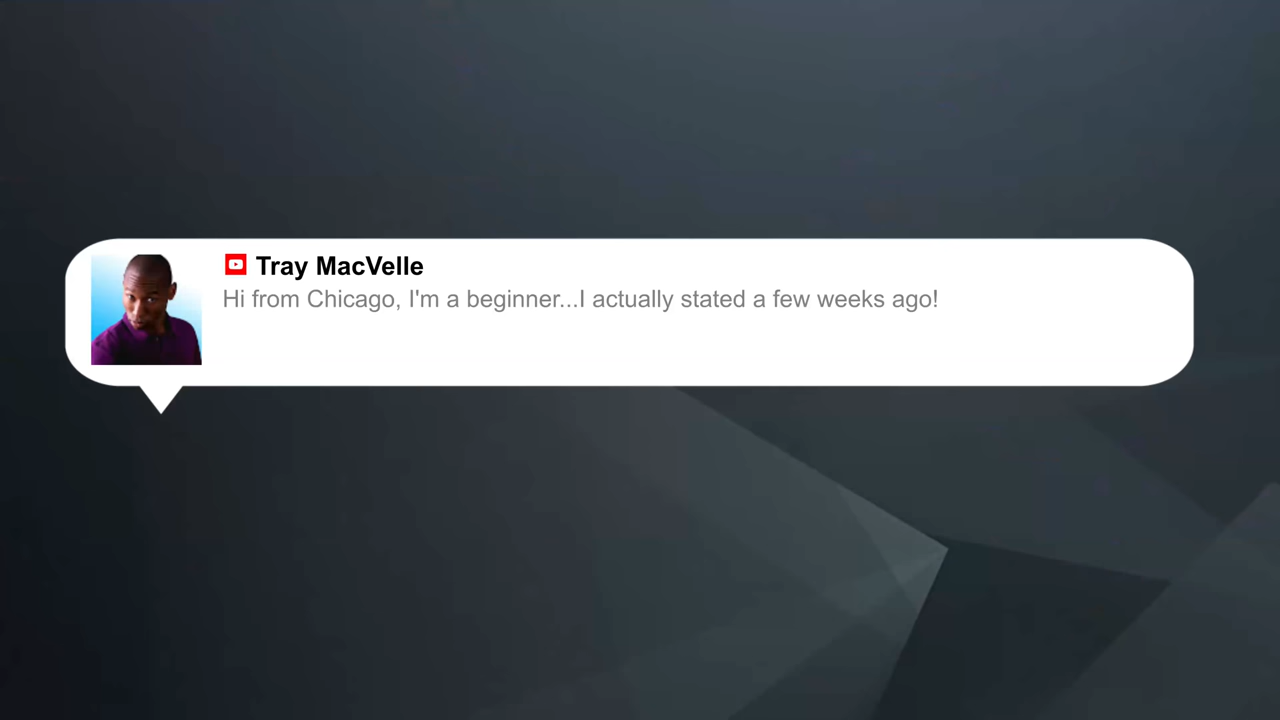 Tray MacVelle
Hi from Chicago, I'm a beginner...I actually stated a few weeks ago!